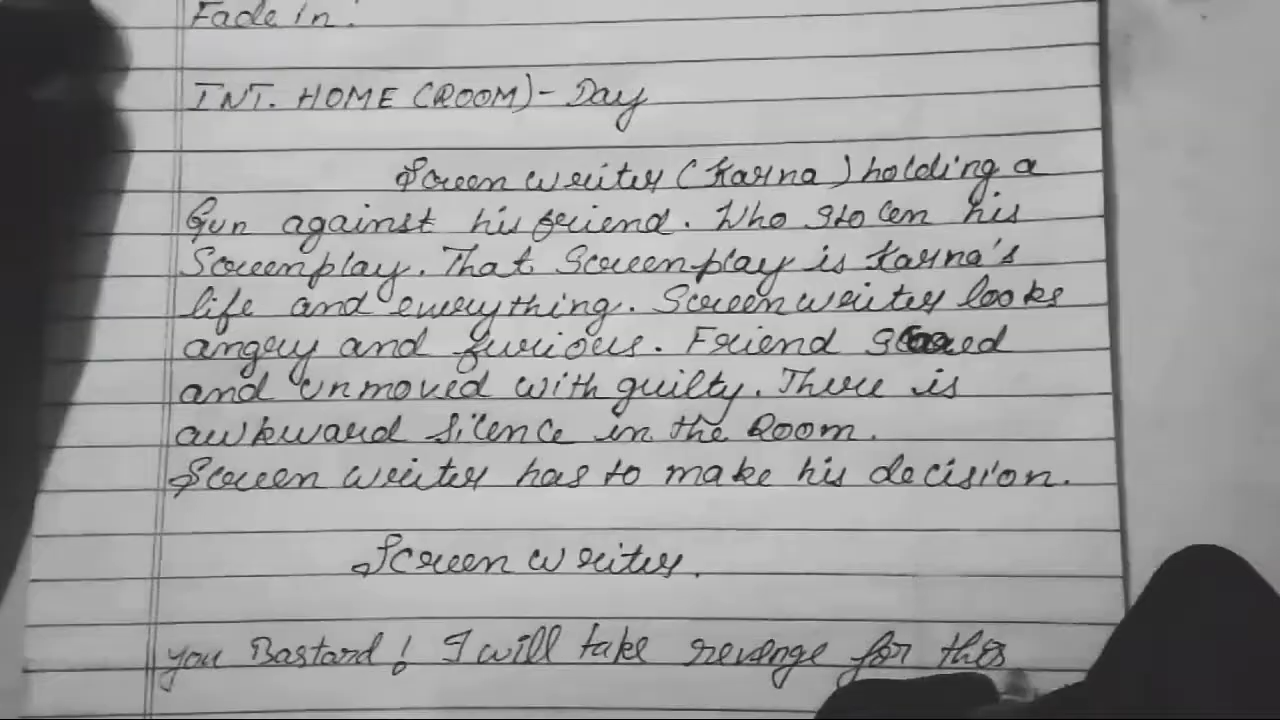 Fade in:
INT. HOME (ROOM) - Day
Screen writer (Karna) holding a
Gun against his friend. Who stolen his
Screenplay. That Screenplay is Karna's
life and everything. Screen writer looks
angry and furious. Friend scared
and unmoved with guilty. There is
awkward silence in the Room.
Screen writer has to make his decision.
Screen writer.
you Bastard! I will take revenge for this